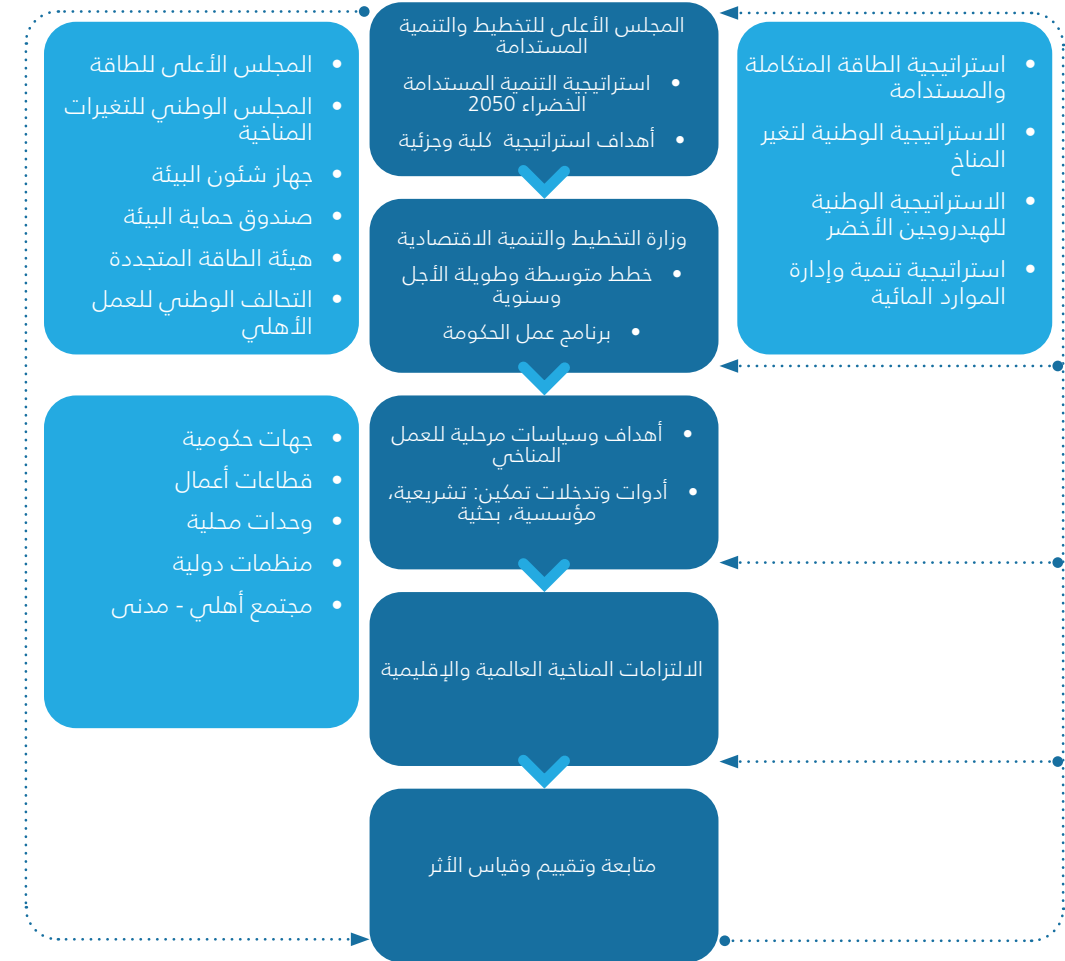 المجلس الأعلى للتخطيط والتنمية
المستدامة
• استراتيجية التنمية المستدامة
الخضراء 2050
• أهداف استراتيجية كلية وجزئية
• استراتيجية الطاقة المتكاملة
والمستدامة
• الاستراتيجية الوطنية لتغير
المناخ
• الاستراتيجية الوطنية
للهيدروجين الأخضر
• استراتيجية تنمية وإدارة
الموارد المائية
• المجلس الأعلى للطاقة
• المجلس الوطني للتغيرات
المناخية
• جهاز شئون البيئة
• صندوق حماية البيئة
• هيئة الطاقة المتجددة
• التحالف الوطني للعمل
الأهلي
وزارة التخطيط والتنمية الاقتصادية
• خطط متوسطة وطويلة الأجل
وسنوية
• برنامج عمل الحكومة
• أهداف وسياسات مرحلية للعمل
المناخي
• أدوات وتدخلات تمكين: تشريعية،
مؤسسية، بحثية
• جهات حكومية
• قطاعات أعمال
• وحدات محلية
• منظمات دولية
• مجتمع أهلي - مدنى
الالتزامات المناخية العالمية والإقليمية
متابعة وتقييم وقياس الأثر